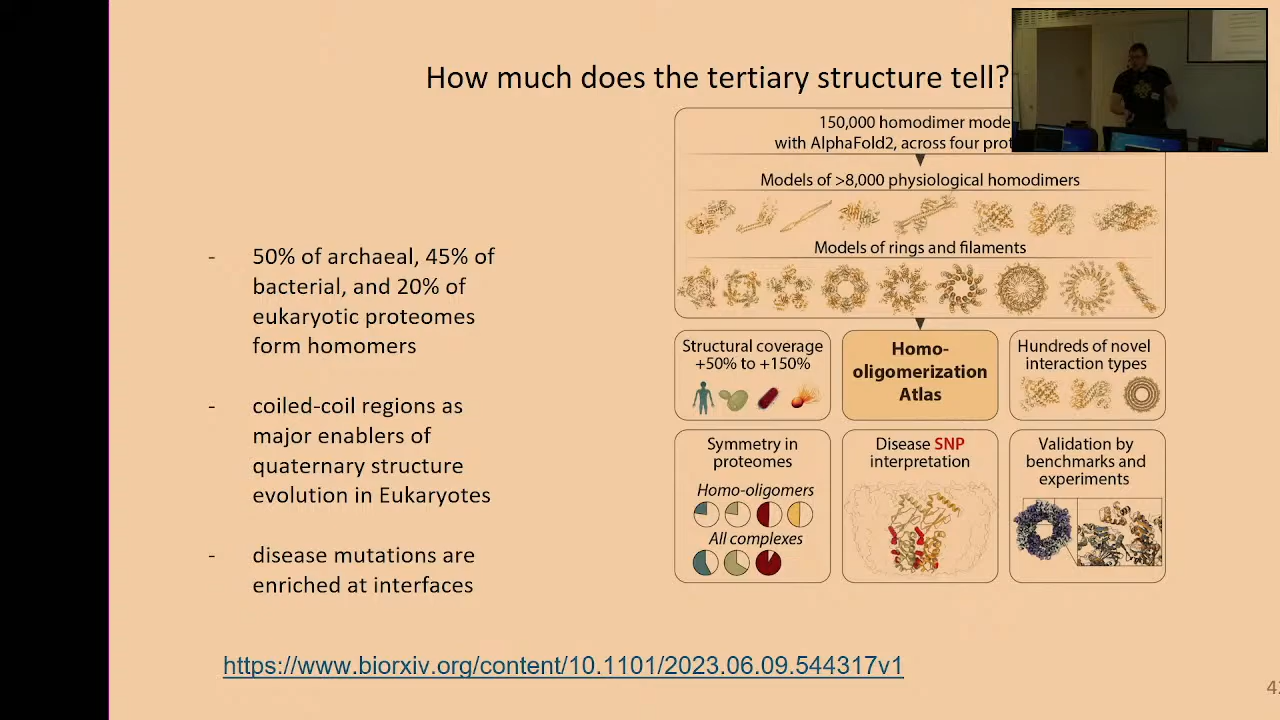 How much does the tertiary structure tell?
- 50% of archaeal, 45% of
bacterial, and 20% of
eukaryotic proteomes
form homomers
- coiled-coil regions as
major enablers of
quaternary structure
evolution in Eukaryotes
- disease mutations are
enriched at interfaces
150,000 homodimer
with AlphaFold2, across four
Models of >8,000 physiological homodimers
Models of rings and filaments
Structural coverage
+50% to +150%
Homo-
oligomerization
Atlas
Hundreds of novel
interaction types
Symmetry in
proteomes
Homo-oligomers
All complexes
Disease SNP
interpretation
Validation by
benchmarks and
experiments
https://www.biorxiv.org/content/10.1101/2023.06.09.544317v1